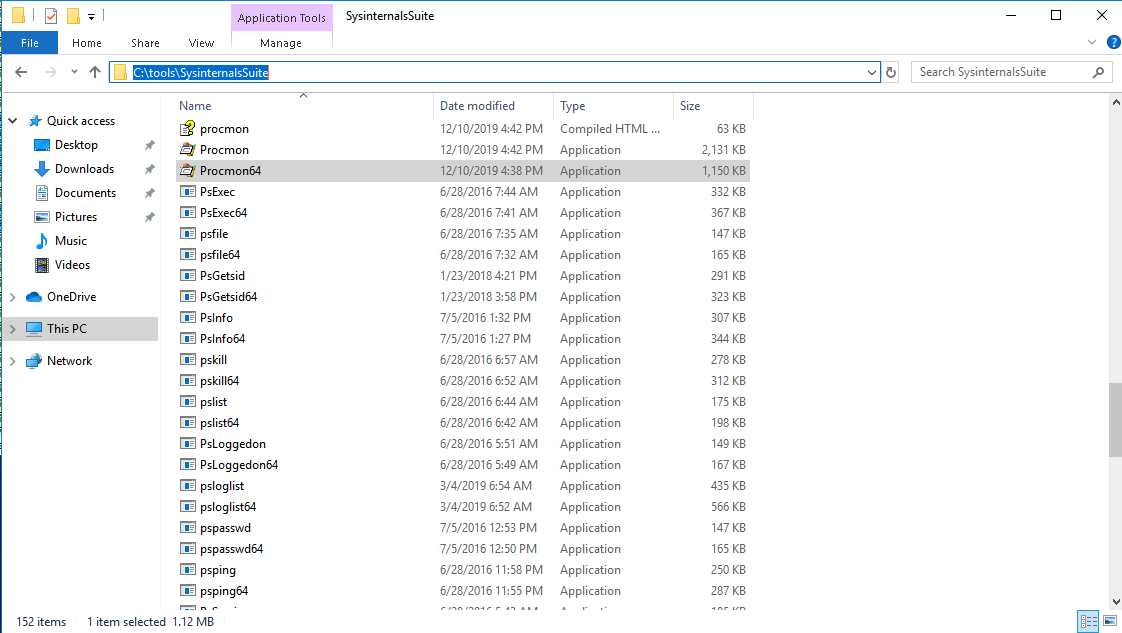 Application Tools SysinternalsSuite
File Home Share View Manage
C:\tools\SysinternalsSuite Search SysinternalsSuite
Quick access
Desktop
Downloads
Documents
Pictures
Music
Videos
OneDrive
This PC
Network
Name Date modified Type Size
procmon 12/10/2019 4:42 PM Compiled HTML ... 63 KB
Procmon 12/10/2019 4:42 PM Application 2,131 KB
Procmon64 12/10/2019 4:38 PM Application 1,150 KB
PsExec 6/28/2016 7:44 AM Application 332 KB
PsExec64 6/28/2016 7:41 AM Application 367 KB
psfile 6/28/2016 7:35 AM Application 147 KB
psfile64 6/28/2016 7:32 AM Application 165 KB
PsGetsid 1/23/2018 4:21 PM Application 291 KB
PsGetsid64 1/23/2018 3:58 PM Application 323 KB
PsInfo 7/5/2016 1:32 PM Application 307 KB
PsInfo64 7/5/2016 1:27 PM Application 344 KB
pskill 6/28/2016 6:57 AM Application 278 KB
pskill64 6/28/2016 6:52 AM Application 312 KB
pslist 6/28/2016 6:44 AM Application 175 KB
pslist64 6/28/2016 6:42 AM Application 198 KB
PsLoggedon 6/28/2016 5:51 AM Application 149 KB
PsLoggedon64 6/28/2016 5:49 AM Application 167 KB
psloglist 3/4/2019 6:54 AM Application 435 KB
psloglist64 3/4/2019 6:52 AM Application 566 KB
pspasswd 7/5/2016 12:53 PM Application 147 KB
pspasswd64 7/5/2016 12:50 PM Application 165 KB
psping 6/28/2016 11:58 PM Application 250 KB
psping64 6/28/2016 11:55 PM Application 287 KB
152 items 1 item selected 1.12 MB